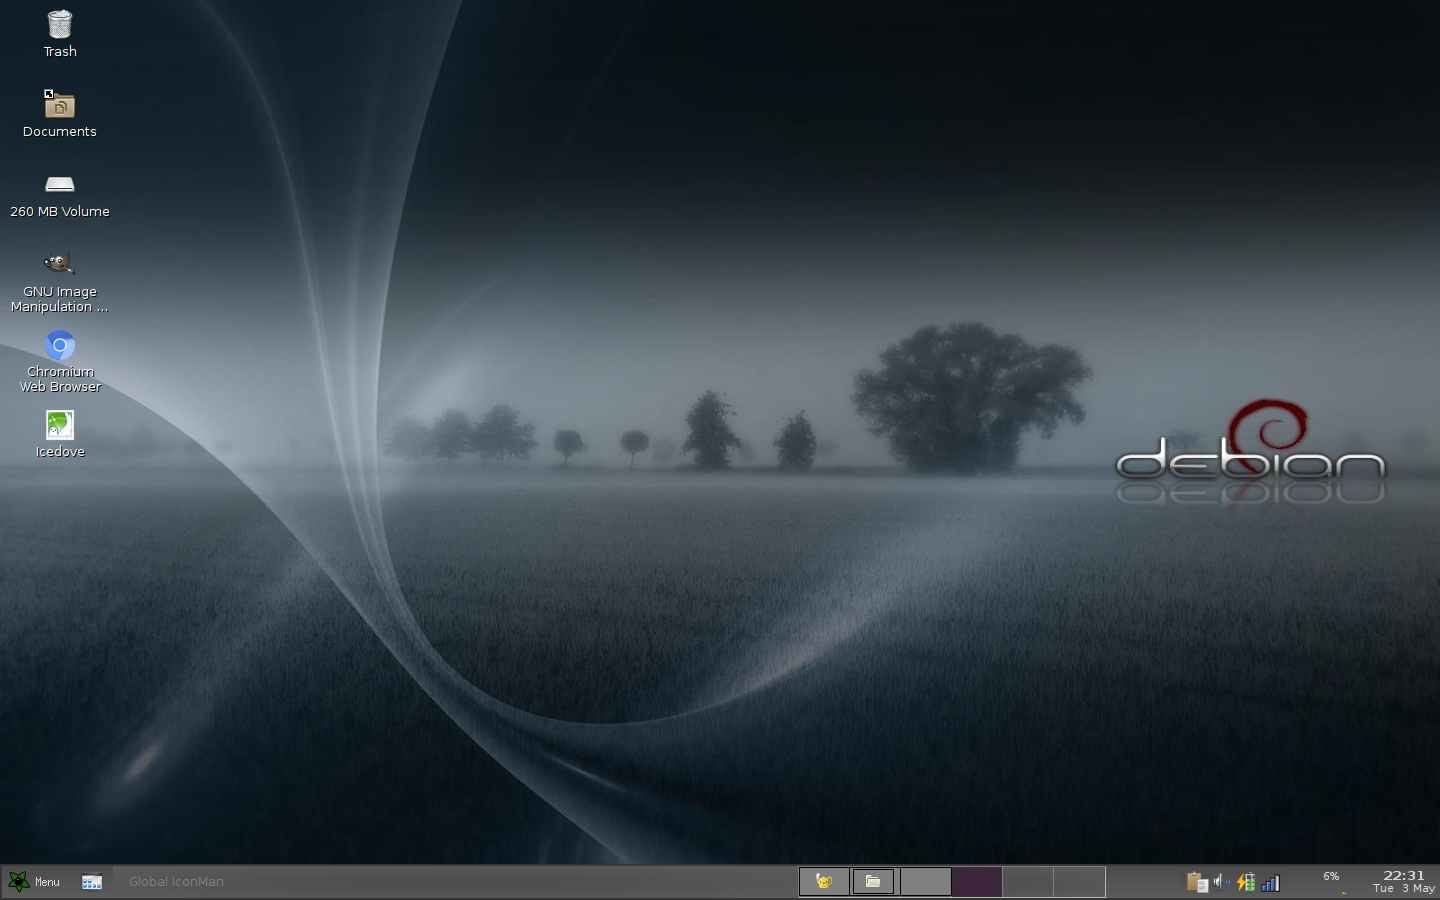 Trash
Documents
260 MB Volume
GNU Image
Manipulation ...
Chromium
Web Browser
Icedove
debian
Menu
Global IconMan
6%
22:31
Tue 3 May